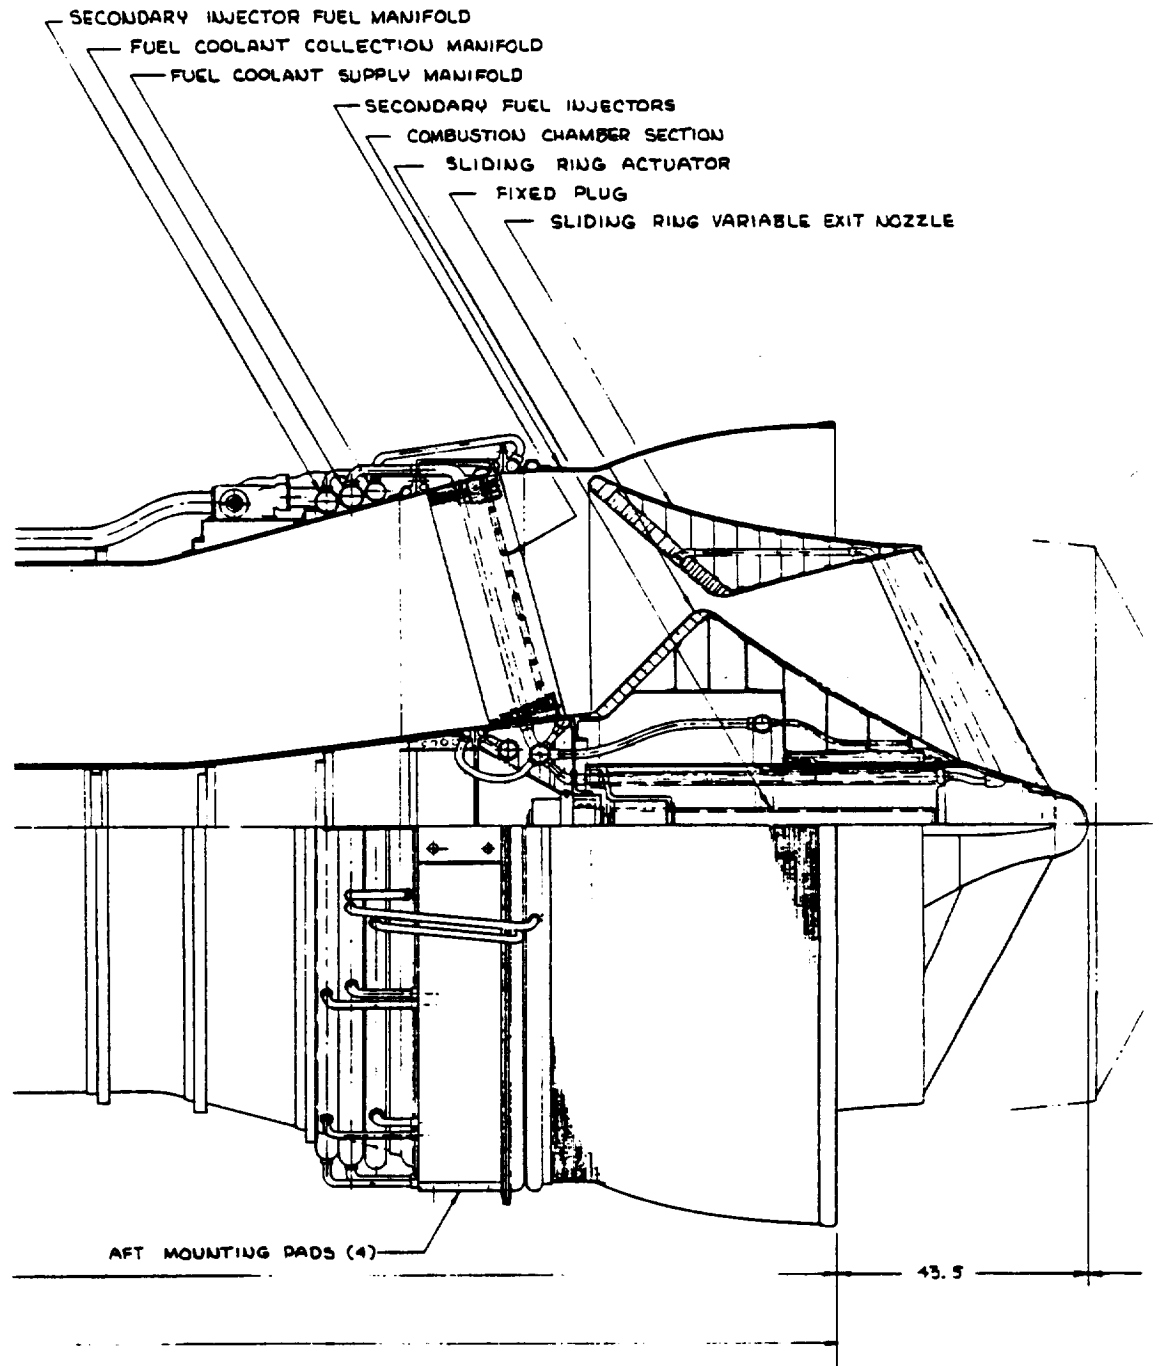 SECONDARY INJECTOR FUEL MANIFOLD
FUEL COOLANT COLLECTION MANIFOLD
FUEL COOLANT SUPPLY MANIFOLD
SECONDARY FUEL INJECTORS
COMBUSTION CHAMBER SECTION
SLIDING RING ACTUATOR
FIXED PLUG
SLIDING RING VARIABLE EXIT NOZZLE
AFT MOUNTING PADS (4)
43.5